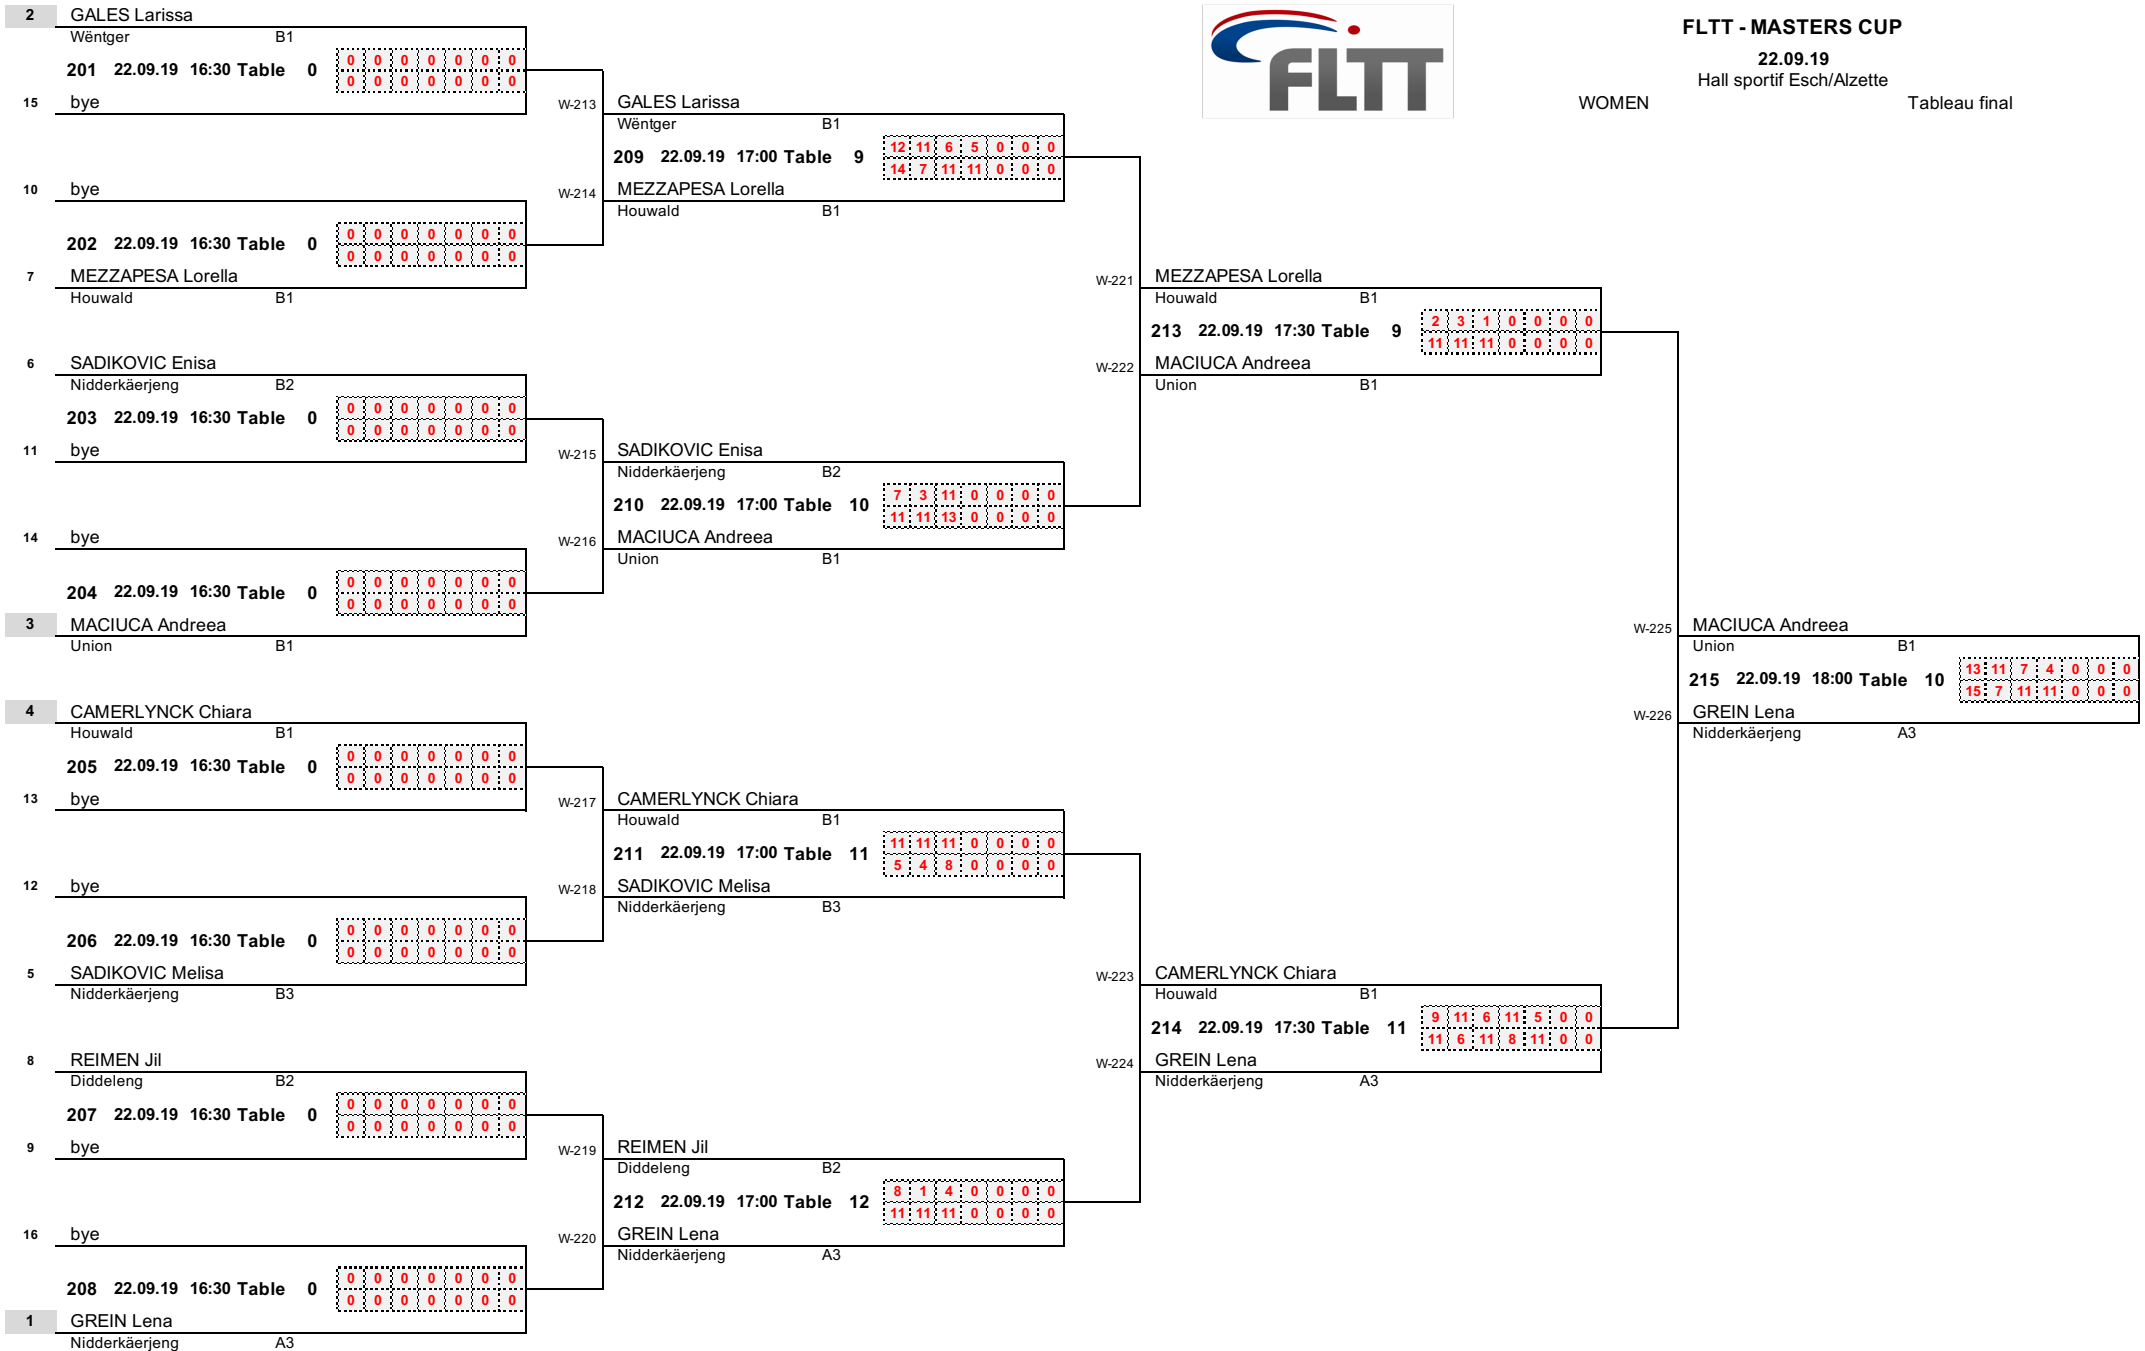 FLTT
FLTT - MASTERS CUP
22.09.19
Hall sportif Esch/Alzette
WOMEN Tableau final
2 GALES Larissa
Wëntger B1
201 22.09.19 16:30 Table 0
0 0 0 0 0 0 0
0 0 0 0 0 0 0
15 bye
10 bye
202 22.09.19 16:30 Table 0
0 0 0 0 0 0 0
0 0 0 0 0 0 0
7 MEZZAPESA Lorella
Houwald B1
6 SADIKOVIC Enisa
Nidderkäerjeng B2
203 22.09.19 16:30 Table 0
0 0 0 0 0 0 0
0 0 0 0 0 0 0
11 bye
14 bye
204 22.09.19 16:30 Table 0
0 0 0 0 0 0 0
0 0 0 0 0 0 0
3 MACIUCA Andreea
Union B1
4 CAMERLYNCK Chiara
Houwald B1
205 22.09.19 16:30 Table 0
0 0 0 0 0 0 0
0 0 0 0 0 0 0
13 bye
12 bye
206 22.09.19 16:30 Table 0
0 0 0 0 0 0 0
0 0 0 0 0 0 0
5 SADIKOVIC Melisa
Nidderkäerjeng B3
8 REIMEN Jil
Diddeleng B2
207 22.09.19 16:30 Table 0
0 0 0 0 0 0 0
0 0 0 0 0 0 0
9 bye
16 bye
208 22.09.19 16:30 Table 0
0 0 0 0 0 0 0
0 0 0 0 0 0 0
1 GREIN Lena
Nidderkäerjeng A3
W-213 GALES Larissa
Wëntger B1
209 22.09.19 17:00 Table 9
12 11 6 5 0 0 0
14 7 11 11 0 0 0
W-214 MEZZAPESA Lorella
Houwald B1
W-215 SADIKOVIC Enisa
Nidderkäerjeng B2
210 22.09.19 17:00 Table 10
7 3 11 0 0 0 0
11 11 13 0 0 0 0
W-216 MACIUCA Andreea
Union B1
W-217 CAMERLYNCK Chiara
Houwald B1
211 22.09.19 17:00 Table 11
11 11 11 0 0 0 0
5 4 8 0 0 0 0
W-218 SADIKOVIC Melisa
Nidderkäerjeng B3
W-219 REIMEN Jil
Diddeleng B2
212 22.09.19 17:00 Table 12
8 1 4 0 0 0 0
11 11 11 0 0 0 0
W-220 GREIN Lena
Nidderkäerjeng A3
W-221 MEZZAPESA Lorella
Houwald B1
213 22.09.19 17:30 Table 9
2 3 1 0 0 0 0
11 11 11 0 0 0 0
W-222 MACIUCA Andreea
Union B1
W-223 CAMERLYNCK Chiara
Houwald B1
214 22.09.19 17:30 Table 11
9 11 6 11 5 0 0
11 6 11 8 11 0 0
W-224 GREIN Lena
Nidderkäerjeng A3
W-225 MACIUCA Andreea
Union B1
215 22.09.19 18:00 Table 10
13 11 7 4 0 0 0
15 7 11 11 0 0 0
W-226 GREIN Lena
Nidderkäerjeng A3